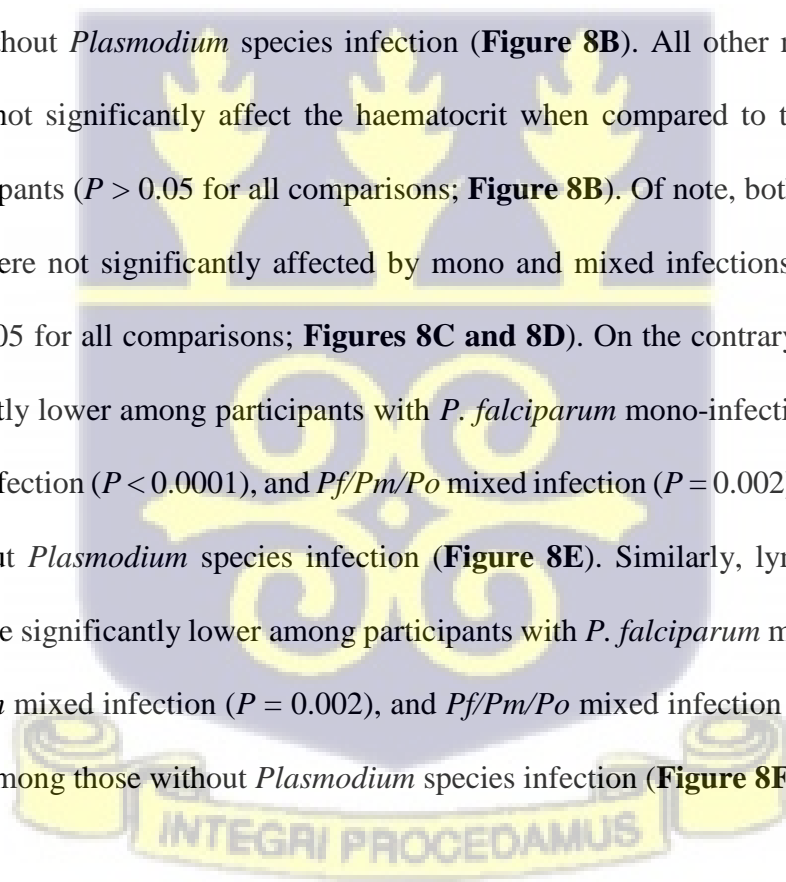 hout Plasmodium species infection (Figure 8B). All other r
not significantly affect the haematocrit when compared to t
ipants (P > 0.05 for all comparisons; Figure 8B). Of note, both
ere not significantly affected by mono and mixed infections
05 for all comparisons; Figures 8C and 8D). On the contrary
tly lower among participants with P. falciparum mono-infecti
fection (P < 0.0001), and Pf/Pm/Po mixed infection (P = 0.002)
ut Plasmodium species infection (Figure 8E). Similarly, lyn
e significantly lower among participants with P. falciparum m
n mixed infection (P = 0.002), and Pf/Pm/Po mixed infection
mong those without Plasmodium species infection (Figure 8F
INTEGRI PROCEDAMUS